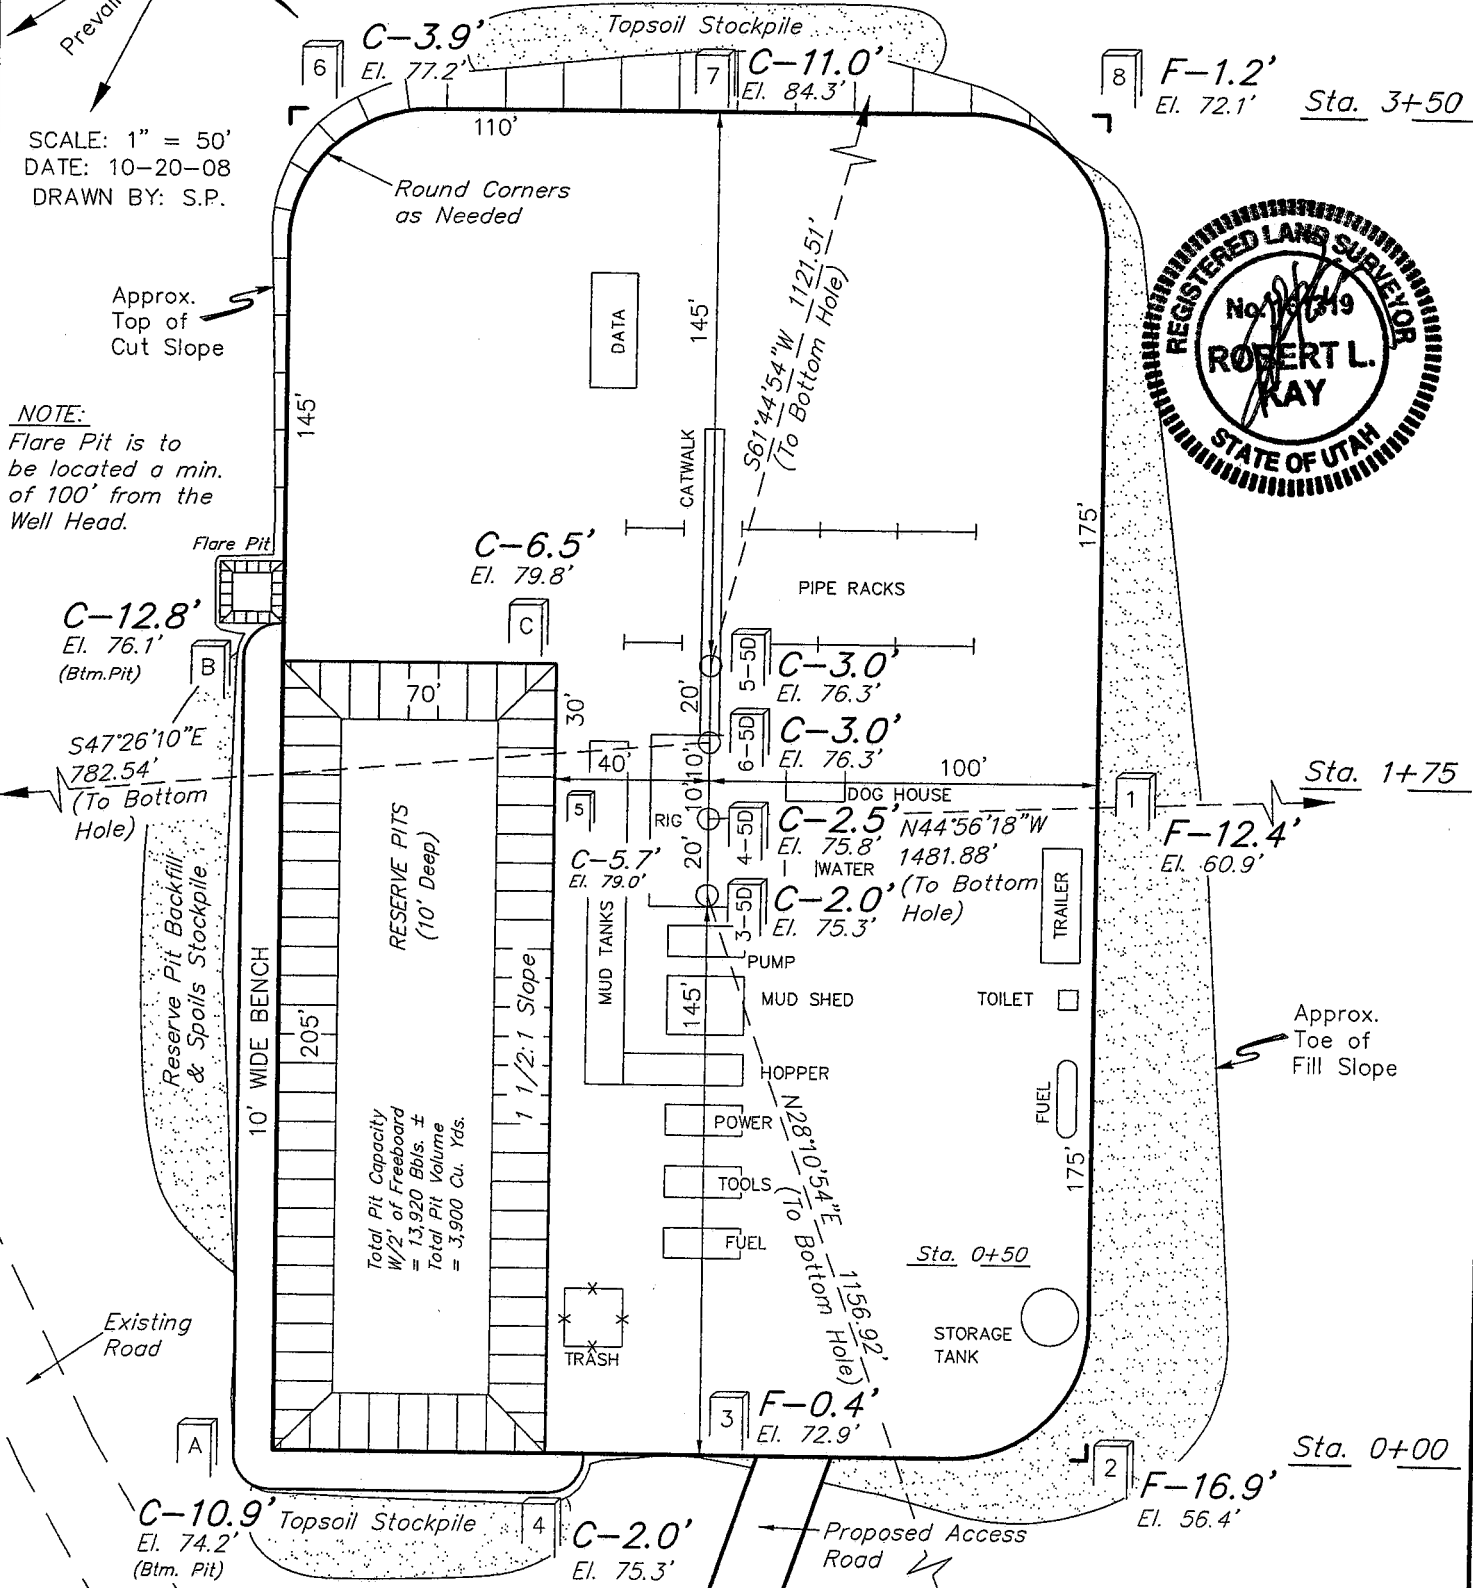 Topsoil Stockpile
6
C-3.9'
El. 77.2'
7
C-11.0'
El. 84.3'
8
F-1.2'
El. 72.1'
Sta. 3+50
SCALE: 1" = 50'
DATE: 10-20-08
DRAWN BY: S.P.
110'
Round Corners
as Needed
REGISTERED LAND SURVEYOR
ROBERT L.
KAY
STATE OF UTAH
Approx.
Top of
Cut Slope
DATA
145'
S61°44'54"W 1121.51'
(To Bottom Hole)
145'
NOTE:
Flare Pit is to
be located a min.
of 100' from the
Well Head.
Flare Pit
CATWALK
175'
C-6.5'
El. 79.8'
C
PIPE RACKS
C-12.8'
El. 76.1'
(Btm.Pit)
B
5-5D
C-3.0'
El. 76.3'
70'
30'
20'
6-5D
C-3.0'
El. 76.3'
S47°26'10"E
782.54'
(To Bottom
Hole)
40'
10'
10'
100'
Sta. 1+75
DOG HOUSE
1
F-12.4'
El. 60.9'
5
RIG
4-5D
C-2.5'
El. 75.8'
N44°56'18"W
1481.88'
(To Bottom
Hole)
C-5.7'
El. 79.0'
20'
WATER
3-5D
C-2.0'
El. 75.3'
TRAILER
RESERVE PITS
(10' Deep)
MUD TANKS
PUMP
Reserve Pit Backfill
& Spoils Stockpile
10' WIDE BENCH
205'
1 1/2:1 Slope
145'
MUD SHED
TOILET
Approx.
Toe of
Fill Slope
HOPPER
FUEL
Total Pit Capacity
W/2' of Freeboard
= 13,920 Bbls. ±
Total Pit Volume
= 3,900 Cu. Yds.
POWER
N28°10'54"E 1156.92'
(To Bottom Hole)
175'
TOOLS
FUEL
Sta. 0+50
Existing
Road
TRASH
STORAGE
TANK
3
F-0.4'
El. 72.9'
A
C-10.9'
El. 74.2'
(Btm. Pit)
Topsoil Stockpile
4
C-2.0'
El. 75.3'
Proposed Access
Road
2
F-16.9'
El. 56.4'
Sta. 0+00